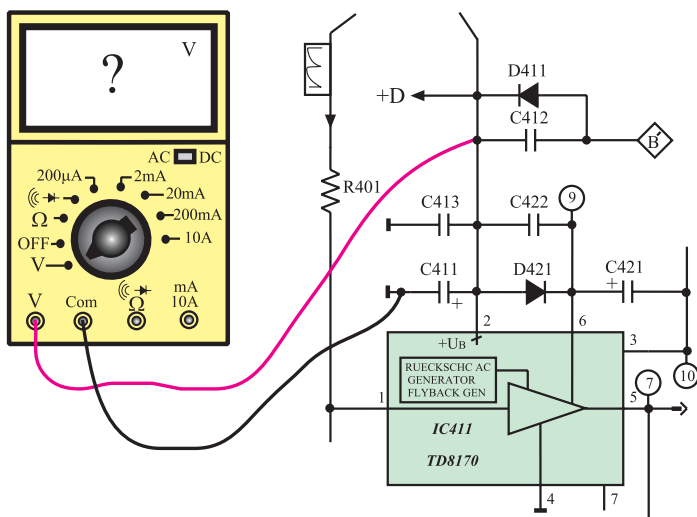 V
?
AC DC
200µA
2mA
20mA
Ω
200mA
OFF
10A
V
V
Com
Ω
mA
10A
D411
+D
C412
B'
R401
C413
C422
9
C411
+
D421
C421
+
2
6
+UB
3
RUECKSCHC AC
GENERATOR
FLYBACK GEN
10
7
1
5
IC411
TD8170
4
7